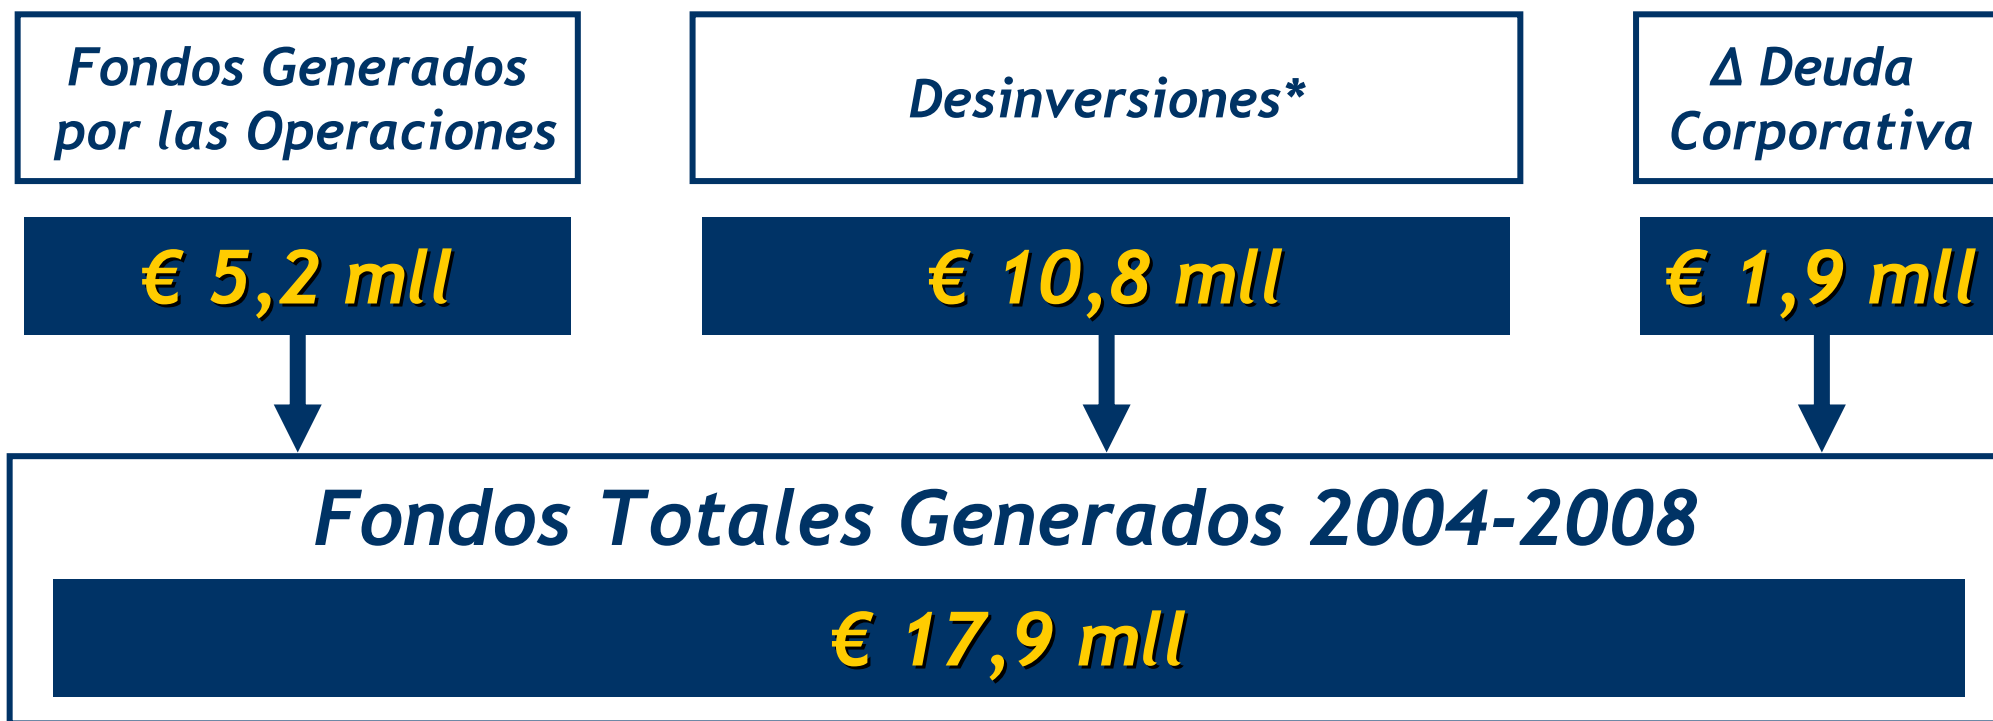 Fondos Generados
por las Operaciones
Desinversiones*
Δ Deuda
Corporativa
€ 5,2 mll
€ 10,8 mll
€ 1,9 mll
Fondos Totales Generados 2004-2008
€ 17,9 mll